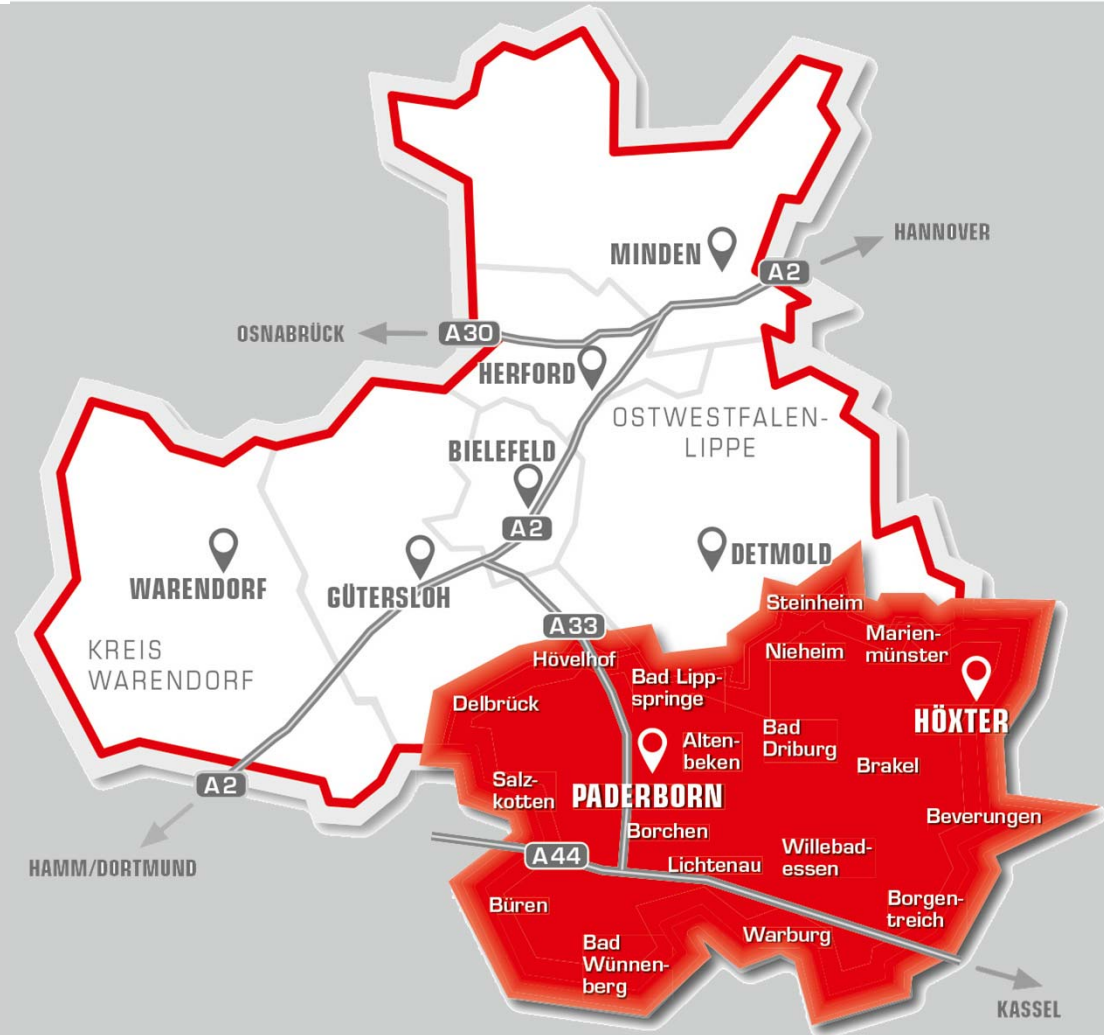 MINDEN
HANNOVER
A2
OSNABRÜCK
A30
HERFORD
OSTWESTFALEN-
LIPPE
BIELEFELD
A2
WARENDORF
GÜTERSLOH
DETMOLD
KREIS
WARENDORF
A33
Steinheim
Hövelhof
Nieheim
Marien-
münster
Bad Lipp-
springe
Delbrück
HÖXTER
Alten-
beken
Bad
Driburg
Brakel
A2
Salz-
kotten
PADERBORN
Beverungen
Borchen
HAMM/DORTMUND
A44
Lichtenau
Willebad-
essen
Büren
Borgen-
treich
Warburg
Bad
Wünnen-
berg
KASSEL